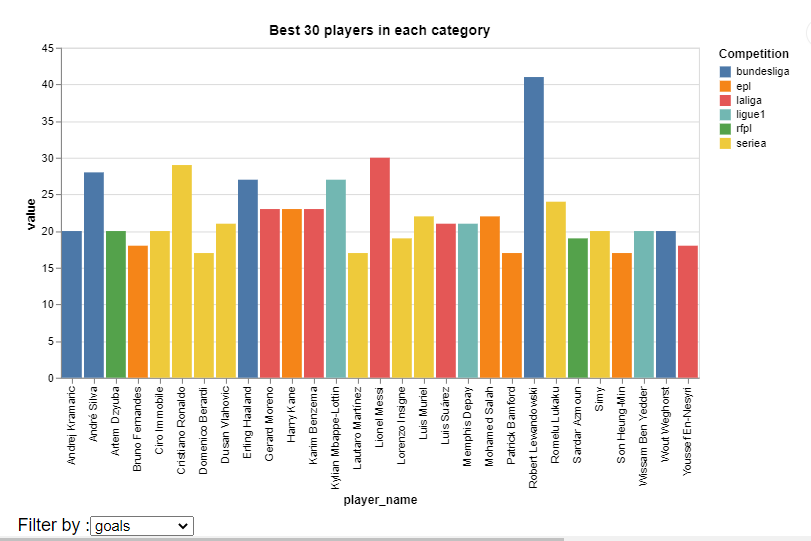 Best 30 players in each category
Competition
bundesliga
epl
laliga
ligue1
rfpl
seriea
45
40
35
30
25
20
15
10
5
0
value
Andrej Kramaric
André Silva
Artem Dzyuba
Bruno Fernandes
Ciro Immobile
Cristiano Ronaldo
Domenico Berardi
Dusan Vlahovic
Erling Haaland
Gerard Moreno
Harry Kane
Karim Benzema
Kylian Mbappe-Lottin
Lautaro Martínez
Lionel Messi
Lorenzo Insigne
Luis Muriel
Luis Suárez
Memphis Depay
Mohamed Salah
Patrick Bamford
Robert Lewandowski
Romelu Lukaku
Sardar Azmoun
Simy
Son Heung-Min
Wissam Ben Yedder
Wout Weghorst
Youssef En-Nesyri
player_name
Filter by : goals